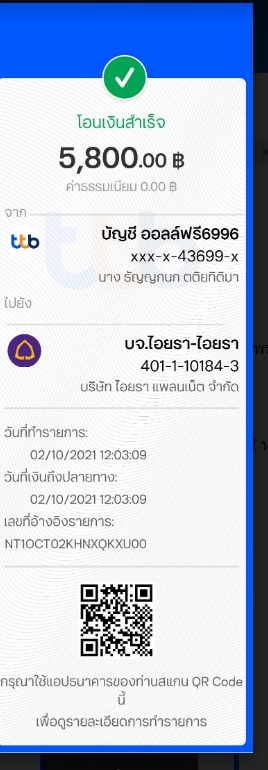 โอนเงินสำเร็จ
5,800.00 ฿
ค่าธรรมเนียม 0.00 ฿
จาก
ttb
บัญชี ออลล์ฟรี6996
xxx-x-43699-x
นาง ธัญญกนก ตติยทิติมา
ไปยัง
บจ.ไอยรา-ไอยรา
401-1-10184-3
บริษัท ไอยรา แพลนเน็ต จำกัด
วันที่ทำรายการ:
02/10/2021 12:03:09
วันที่เงินถึงปลายทาง:
02/10/2021 12:03:09
เลขที่อ้างอิงรายการ:
NT1OCT02KHNXQKXU00
กรุณาใช้แอปธนาคารของท่านสแกน QR Code
นี้
เพื่อดูรายละเอียดการทำรายการ